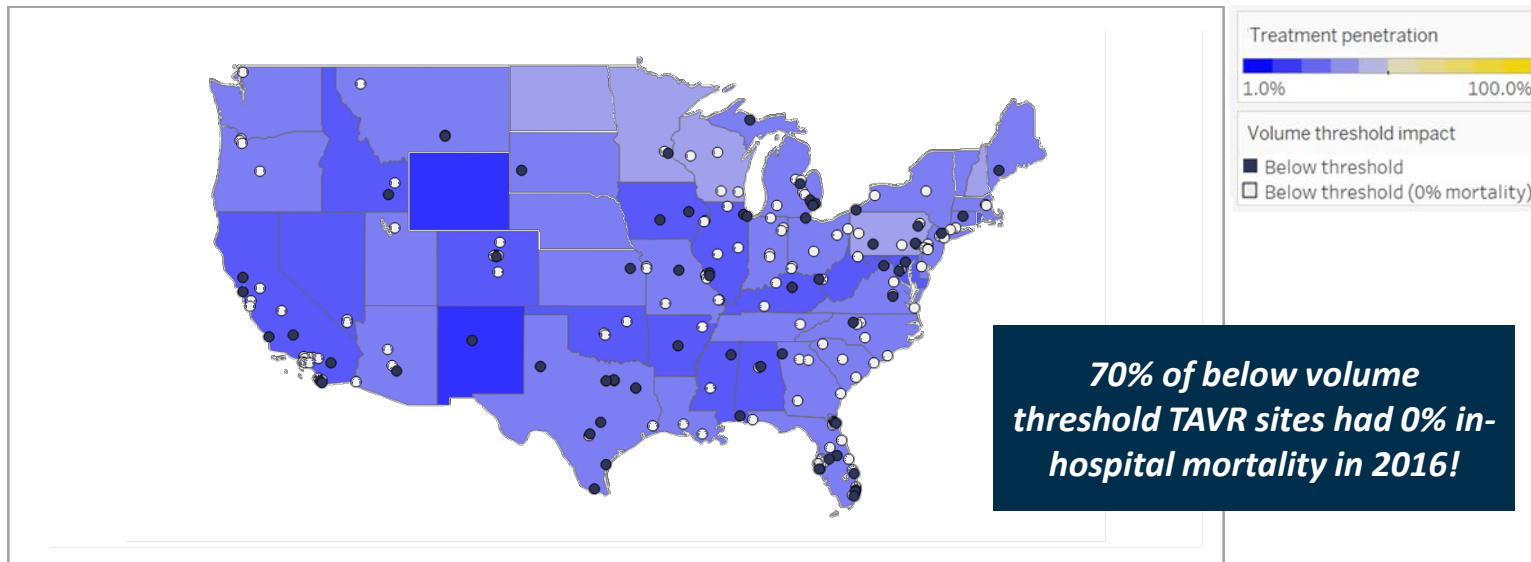 Treatment penetration
1.0% 100.0%
Volume threshold impact
Below threshold
Below threshold (0% mortality)
70% of below volume
threshold TAVR sites had 0% in-
hospital mortality in 2016!